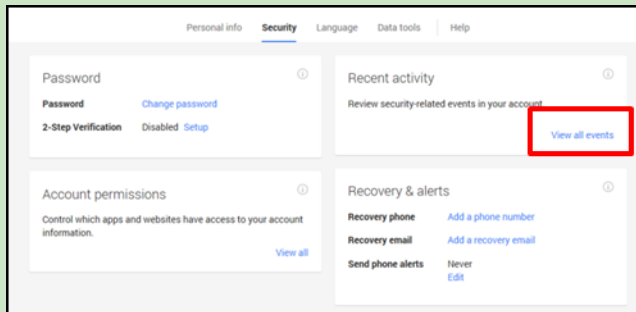 Personal info Security Language Data tools Help
Password
Password Change password
2-Step Verification Disabled Setup
Recent activity
Review security-related events in your account
View all events
Account permissions
Control which apps and websites have access to your account
information.
View all
Recovery & alerts
Recovery phone Add a phone number
Recovery email Add a recovery email
Send phone alerts Never
Edit